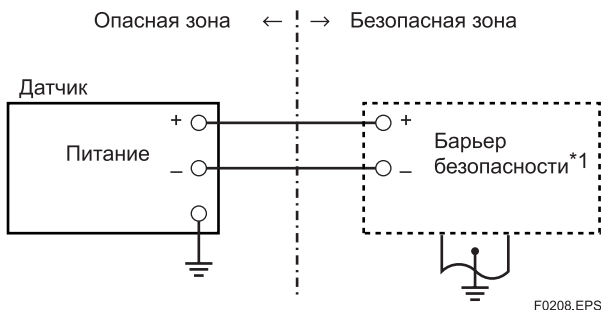 Опасная зона ← → Безопасная зона
Датчик
Питание
+
–
+
–
Барьер
безопасности*1
F0208.EPS